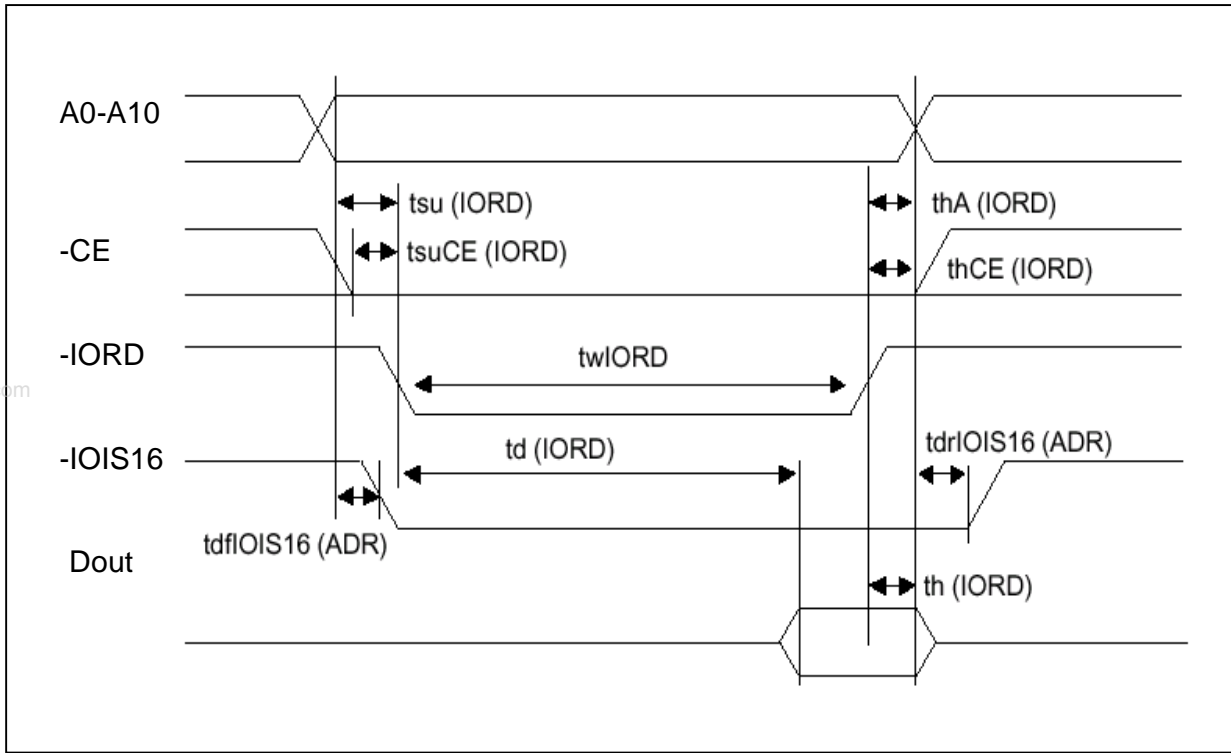 A0-A10
tsu (IORD)
thA (IORD)
-CE
tsuCE (IORD)
thCE (IORD)
-IORD
twIORD
om
-IOIS16
td (IORD)
tdrIOIS16 (ADR)
tdfIOIS16 (ADR)
Dout
th (IORD)